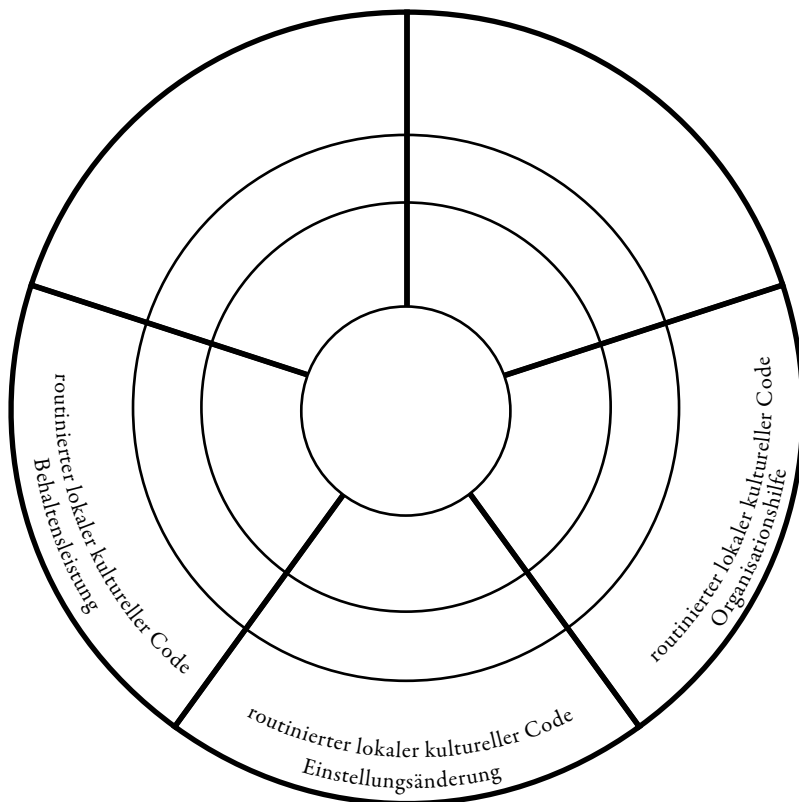 routinierter lokaler kultureller Code
Behaltensleistung
routinierter lokaler kultureller Code
Einstellungsänderung
routinierter lokaler kultureller Code
Organisationshilfe